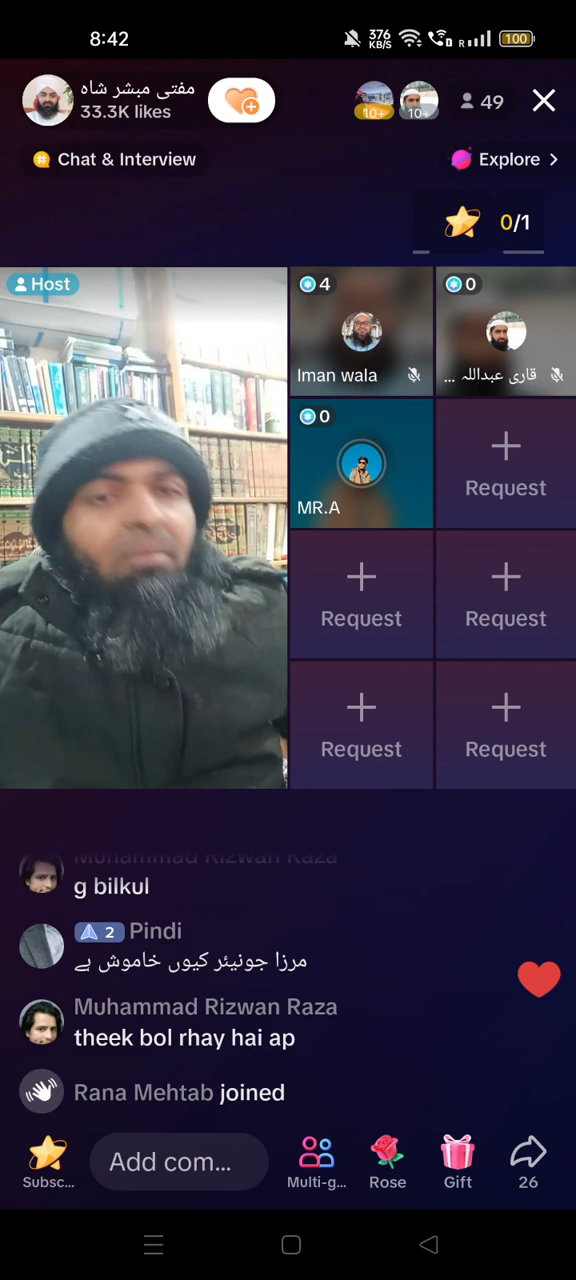 8:42
376
KB/S
R
100
مفتی مبشر شاہ
33.3K likes
10+
10+
49
Chat & Interview
Explore >
0/1
Host
4
0
Iman wala
قاری عبداللہ ...
0
MR.A
Request
Request
Request
Request
Request
Muhammad Rizwan Raza
g bilkul
2 Pindi
مرزا جونیئر کیوں خاموش ہے
Muhammad Rizwan Raza
theek bol rhay hai ap
Rana Mehtab joined
Subsc...
Add com...
Multi-g...
Rose
Gift
26